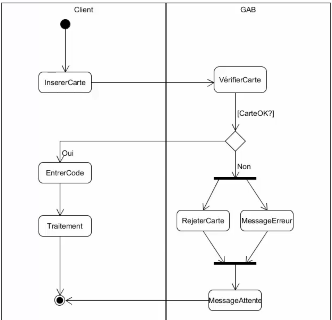 Client
GAB
InsererCarte
VérifierCarte
[CarteOK?]
Oui
Non
EntrerCode
Traitement
RejeterCarte
MessageErreur
MessageAttente